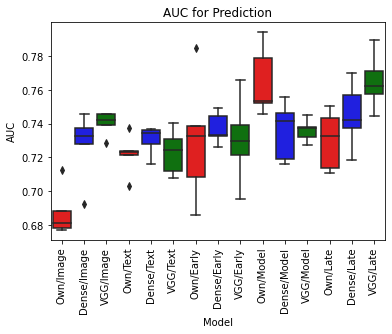 AUC for Prediction
AUC
0.78
0.76
0.74
0.72
0.70
0.68
Own/Image
Dense/Image
VGG/Image
Own/Text
Dense/Text
VGG/Text
Own/Early
Dense/Early
VGG/Early
Own/Model
Dense/Model
VGG/Model
Own/Late
Dense/Late
VGG/Late
Model